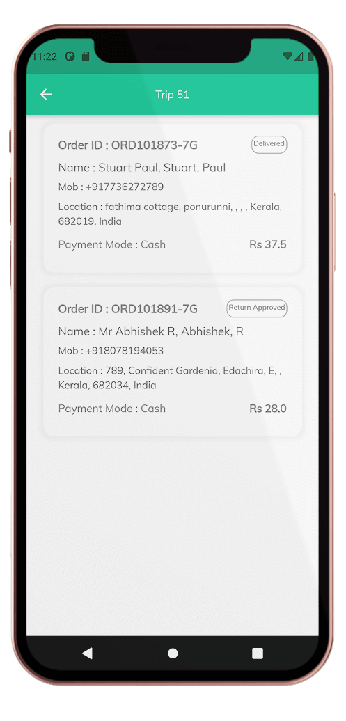 11:22
Trip 51
Order ID : ORD101873-7G
Delivered
Name : Stuart Paul, Stuart, Paul
Mob : +917736272789
Location : fathima cottage, ponurunni, , , , Kerala,
682019, India
Payment Mode : Cash
Rs 37.5
Order ID : ORD101891-7G
Return Approved
Name : Mr Abhishek R, Abhishek, R
Mob : +918078194053
Location : 789, Confident Gardenia, Edachira, E, ,
Kerala, 682034, India
Payment Mode : Cash
Rs 28.0